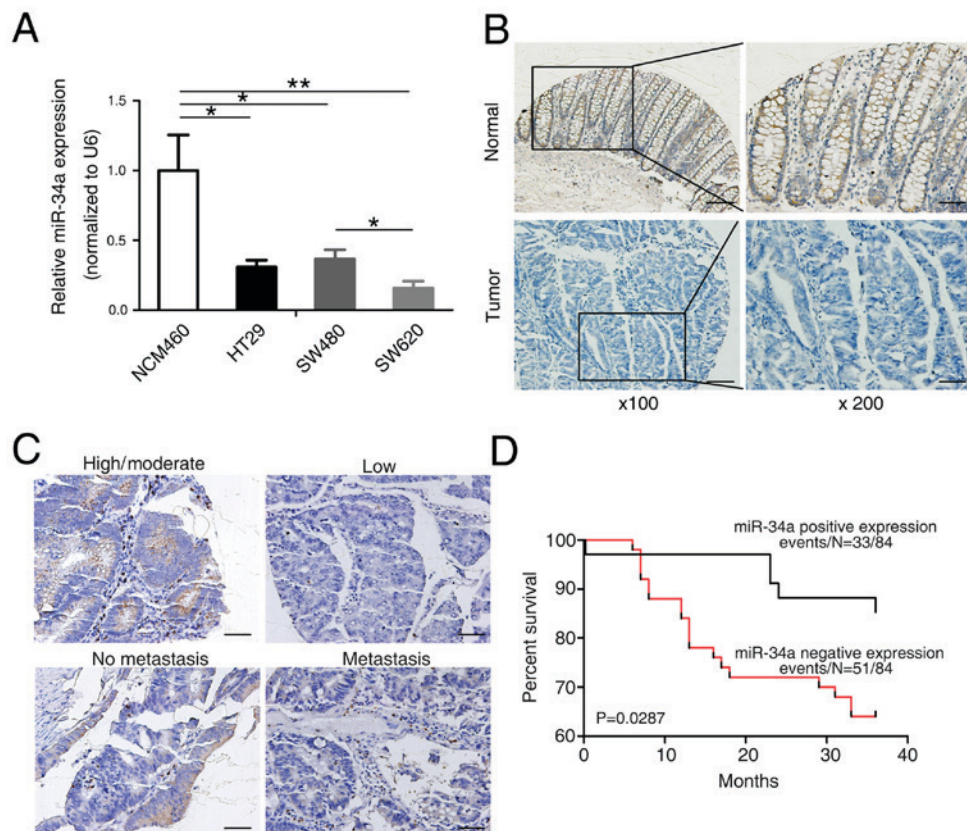 A
Relative miR-34a expression
(normalized to U6)
1.5
1.0
0.5
0.0
**
*
*
*
NCM460
HT29
SW480
SW620
B
Normal
Tumor
x100
x 200
C
High/moderate
Low
No metastasis
Metastasis
D
Percent survival
100
90
80
70
60
miR-34a positive expression
events/N=33/84
miR-34a negative expression
events/N=51/84
P=0.0287
0
10
20
30
40
Months